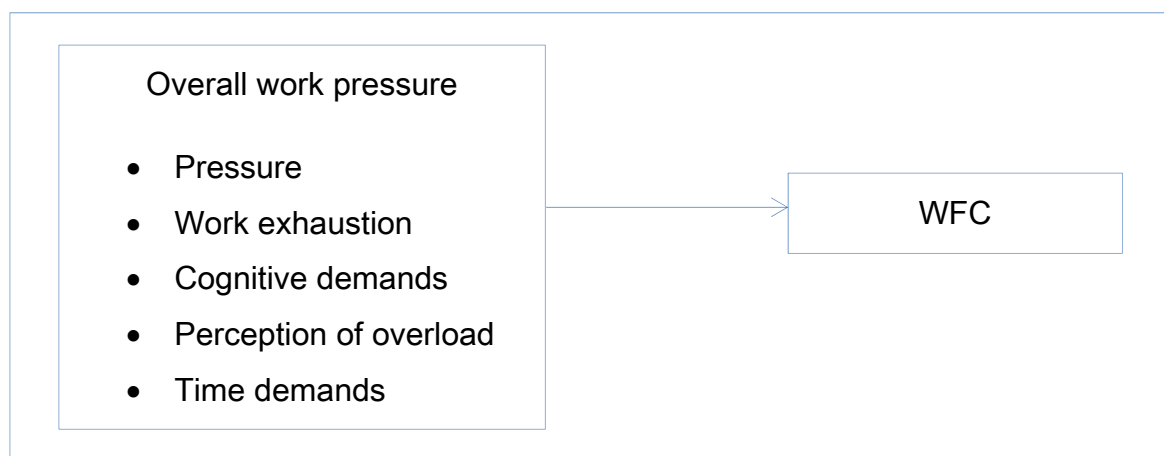 Overall work pressure
• Pressure
• Work exhaustion
• Cognitive demands
• Perception of overload
• Time demands
WFC